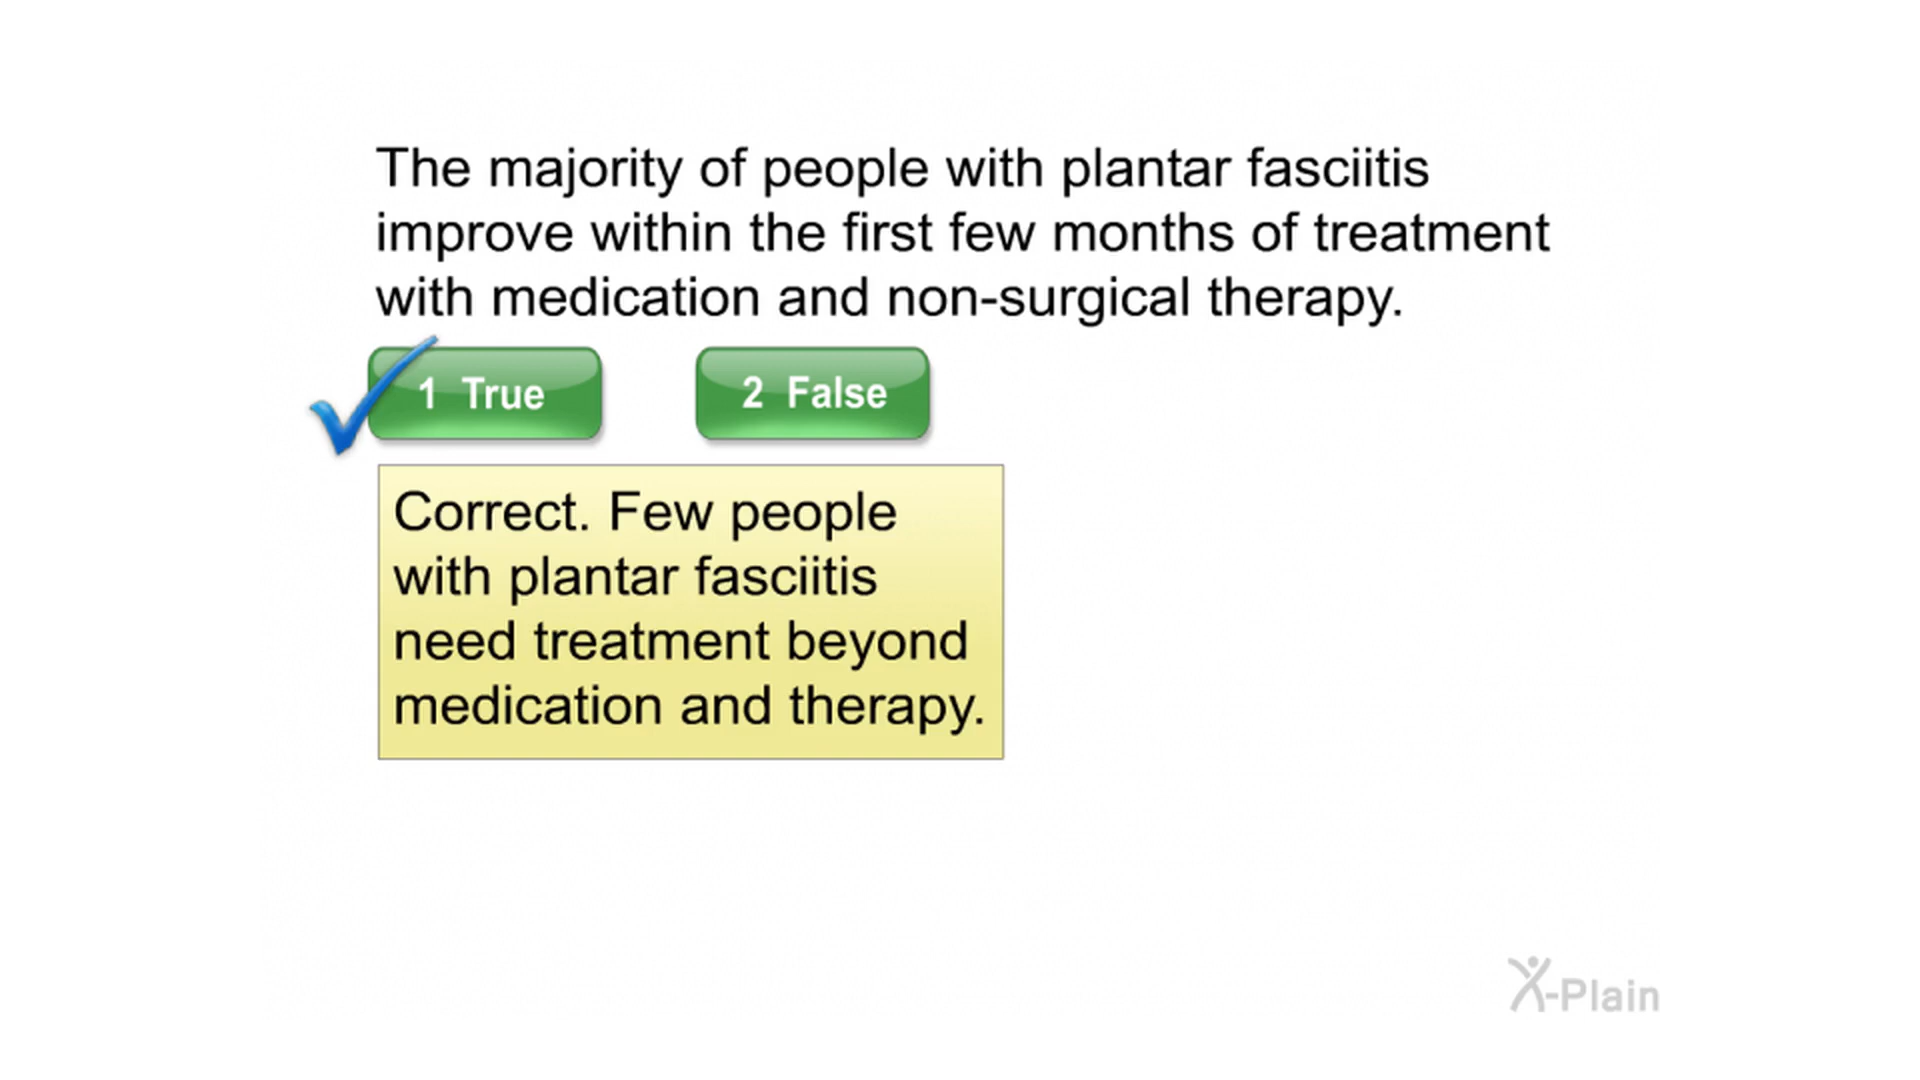 The majority of people with plantar fasciitis
improve within the first few months of treatment
with medication and non-surgical therapy.
1 True
2 False
Correct. Few people
with plantar fasciitis
need treatment beyond
medication and therapy.
X-Plain